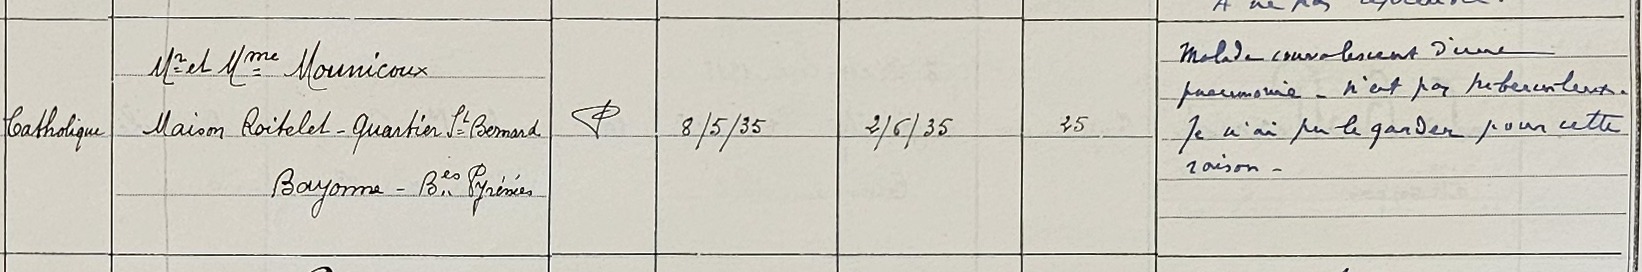 Catholique
Mr et Mme Mounicoux
Maison Roitelet - Quartier St Bernard
Bayonne - Bses Pyrénées
P
8/5/35
2/6/35
25
Malade convalescent d'une
pneumonie - n'est pas tuberculeux.
Je n'ai pu le garder pour cette
raison -